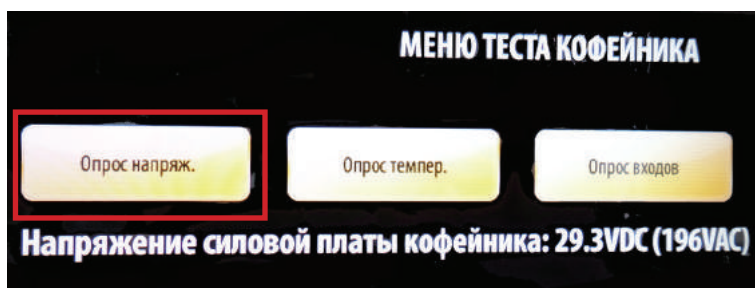 МЕНЮ ТЕСТА КОФЕЙНИКА
Опрос напряж.
Опрос темпер.
Опрос входов
Напряжение силовой платы кофейника: 29.3VDC (196VAC)